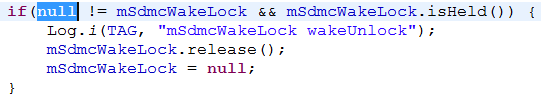 if(null != mSdmcWakeLock && mSdmcWakeLock.isHeld()) {
Log.i(TAG, "mSdmcWakeLock wakeUnlock");
mSdmcWakeLock.release();
mSdmcWakeLock = null;
}